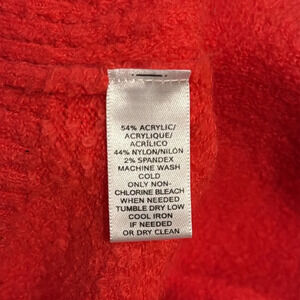 54% ACRYLIC/
ACRYLIQUE/
ACRÍLICO
44% NYLON/NILÓN
2% SPANDEX
MACHINE WASH
COLD
ONLY NON-
CHLORINE BLEACH
WHEN NEEDED
TUMBLE DRY LOW
COOL IRON
IF NEEDED
OR DRY CLEAN